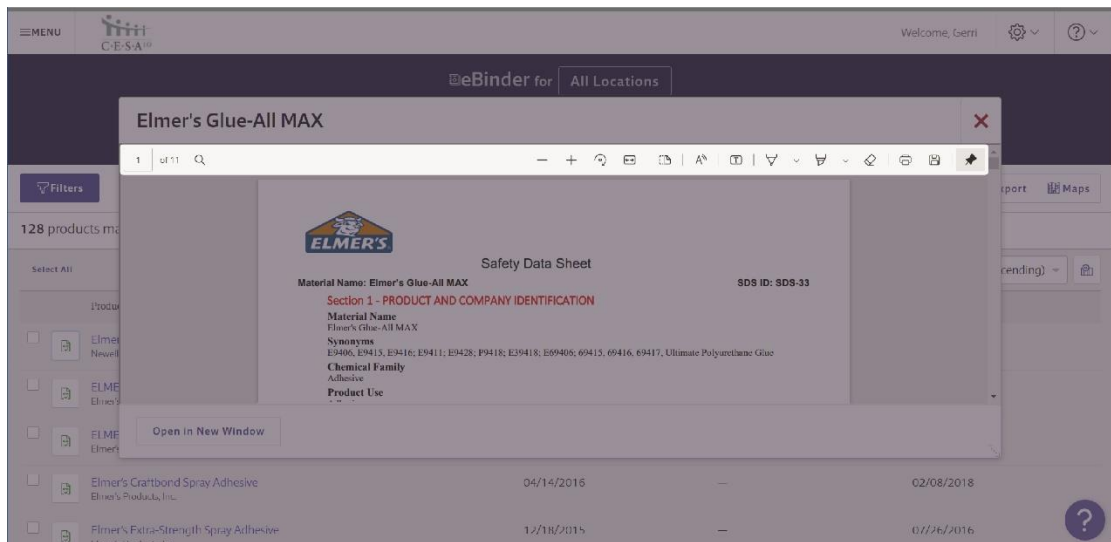 MENU
C·E·S·A 10
Welcome, Gerri
eBinder for All Locations
Elmer's Glue-All MAX
1 of 11
Filters
Maps
128 products
Select All
cending)
ELMER'S
Safety Data Sheet
Material Name: Elmer's Glue-All MAX SDS ID: SDS-33
Section 1 - PRODUCT AND COMPANY IDENTIFICATION
Material Name
Elmer's Glue-All MAX
Synonyms
E9406, E9415, E9416; E9411; E9428; P9418; E39418; E69406; 69415, 69416, 69417, Ultimate Polyurethane Glue
Chemical Family
Adhesive
Product Use
Open in New Window
Elmer's Craftbond Spray Adhesive 04/14/2016 — 02/08/2018
Elmer's Products, Inc.
Elmer's Extra-Strength Spray Adhesive 12/18/2015 — 07/26/2016